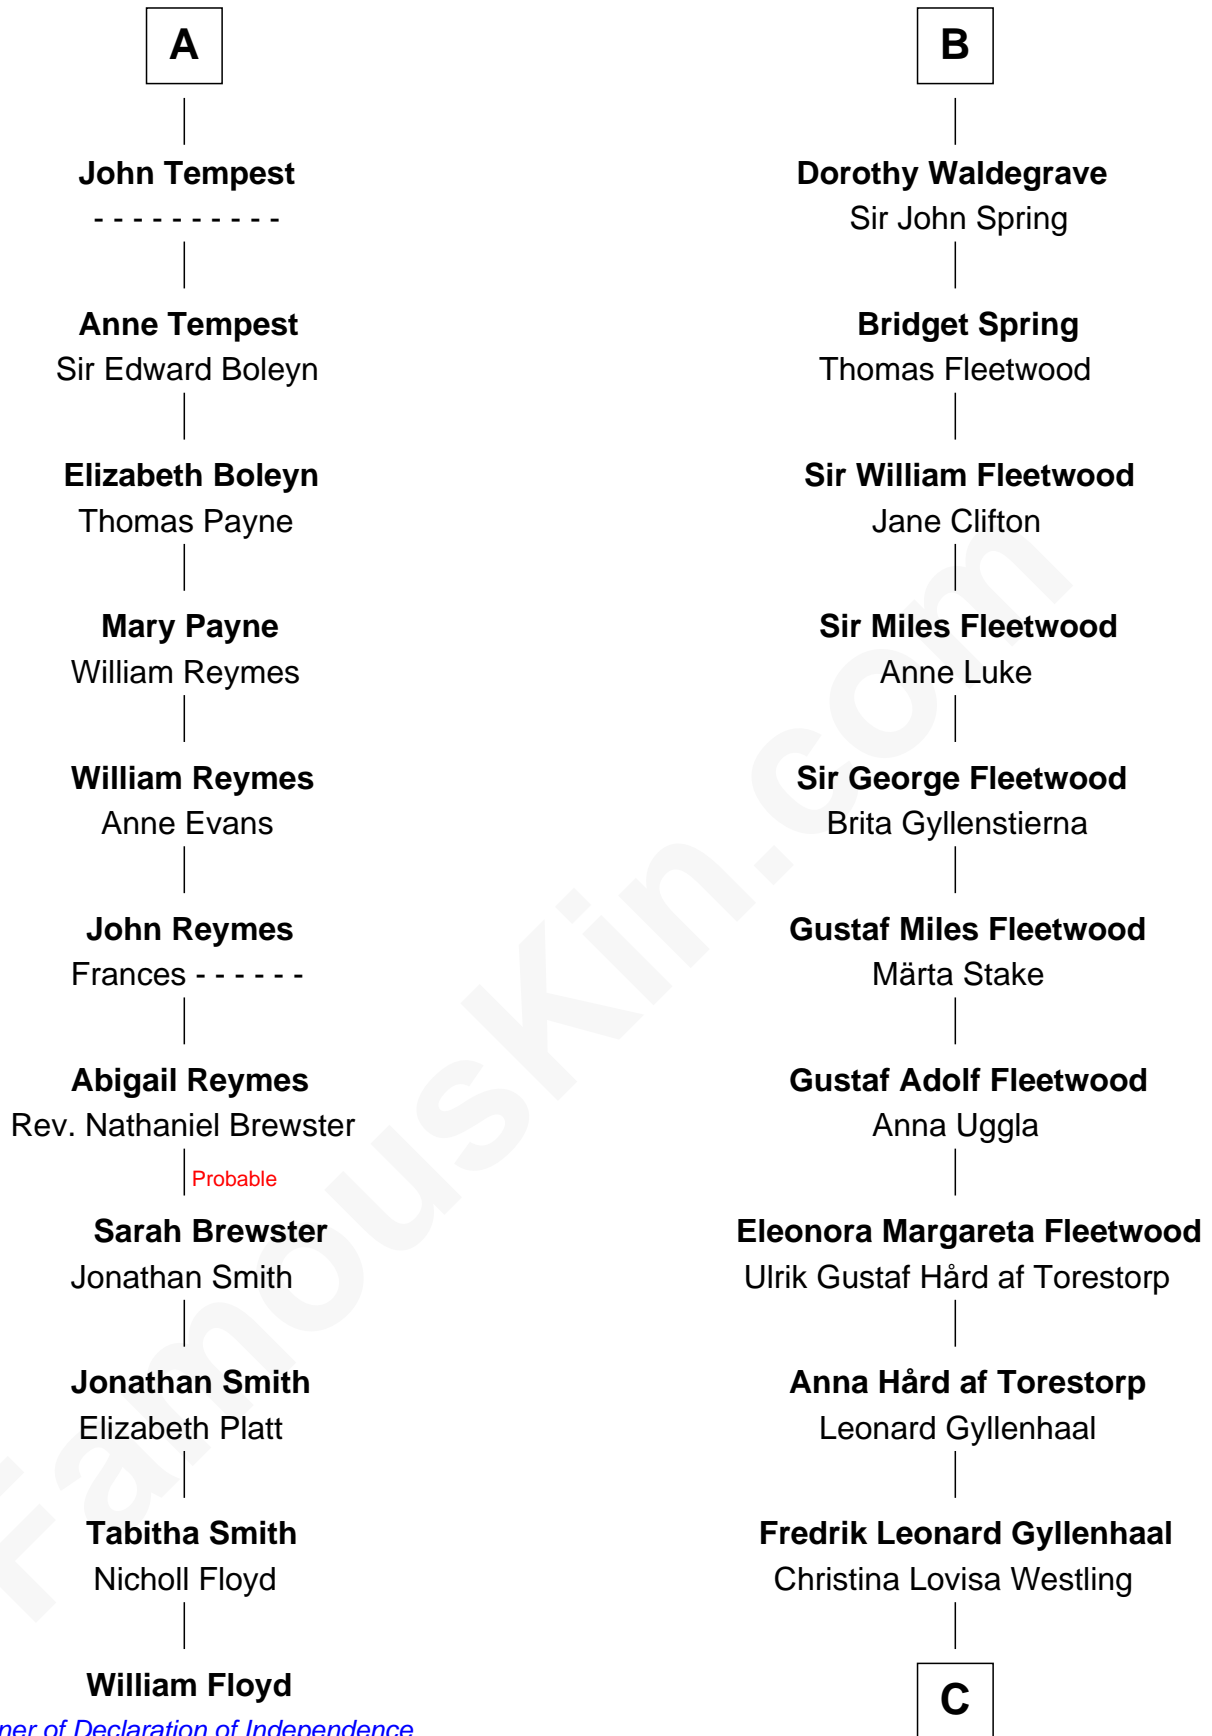 A
John Tempest
- - - - - - - - - -
Anne Tempest
Sir Edward Boleyn
Elizabeth Boleyn
Thomas Payne
Mary Payne
William Reymes
William Reymes
Anne Evans
John Reymes
Frances - - - - - -
Abigail Reymes
Rev. Nathaniel Brewster
Probable
Sarah Brewster
Jonathan Smith
Jonathan Smith
Elizabeth Platt
Tabitha Smith
Nicholl Floyd
William Floyd
of Declaration of Independence
B
Dorothy Waldegrave
Sir John Spring
Bridget Spring
Thomas Fleetwood
Sir William Fleetwood
Jane Clifton
Sir Miles Fleetwood
Anne Luke
Sir George Fleetwood
Brita Gyllenstierna
Gustaf Miles Fleetwood
Märta Stake
Gustaf Adolf Fleetwood
Anna Uggla
Eleonora Margareta Fleetwood
Ulrik Gustaf Hård af Torestorp
Anna Hård af Torestorp
Leonard Gyllenhaal
Fredrik Leonard Gyllenhaal
Christina Lovisa Westling
C
FamousKin.com